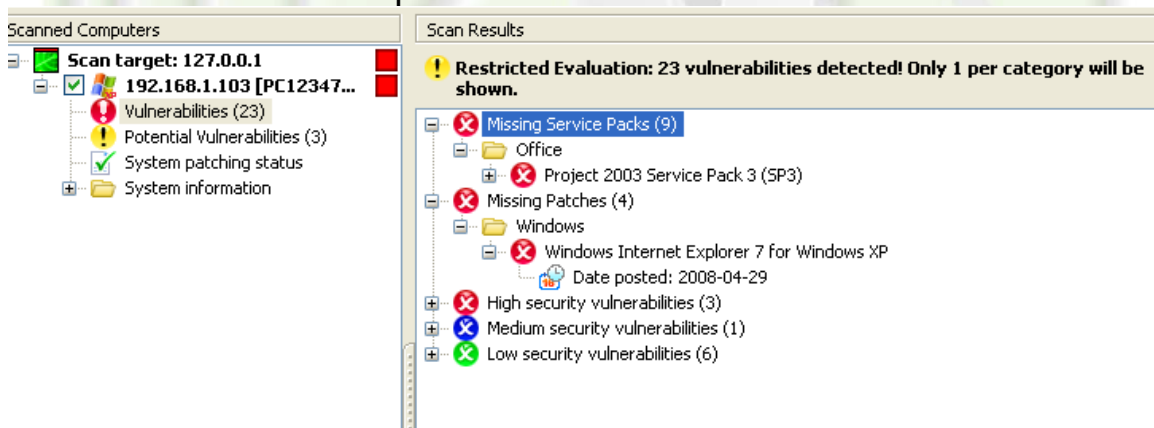 Scanned Computers
Scan target: 127.0.0.1
192.168.1.103 [PC12347...
Vulnerabilities (23)
Potential Vulnerabilities (3)
System patching status
System information
Scan Results
Restricted Evaluation: 23 vulnerabilities detected! Only 1 per category will be
shown.
Missing Service Packs (9)
Office
Project 2003 Service Pack 3 (SP3)
Missing Patches (4)
Windows
Windows Internet Explorer 7 for Windows XP
Date posted: 2008-04-29
High security vulnerabilities (3)
Medium security vulnerabilities (1)
Low security vulnerabilities (6)